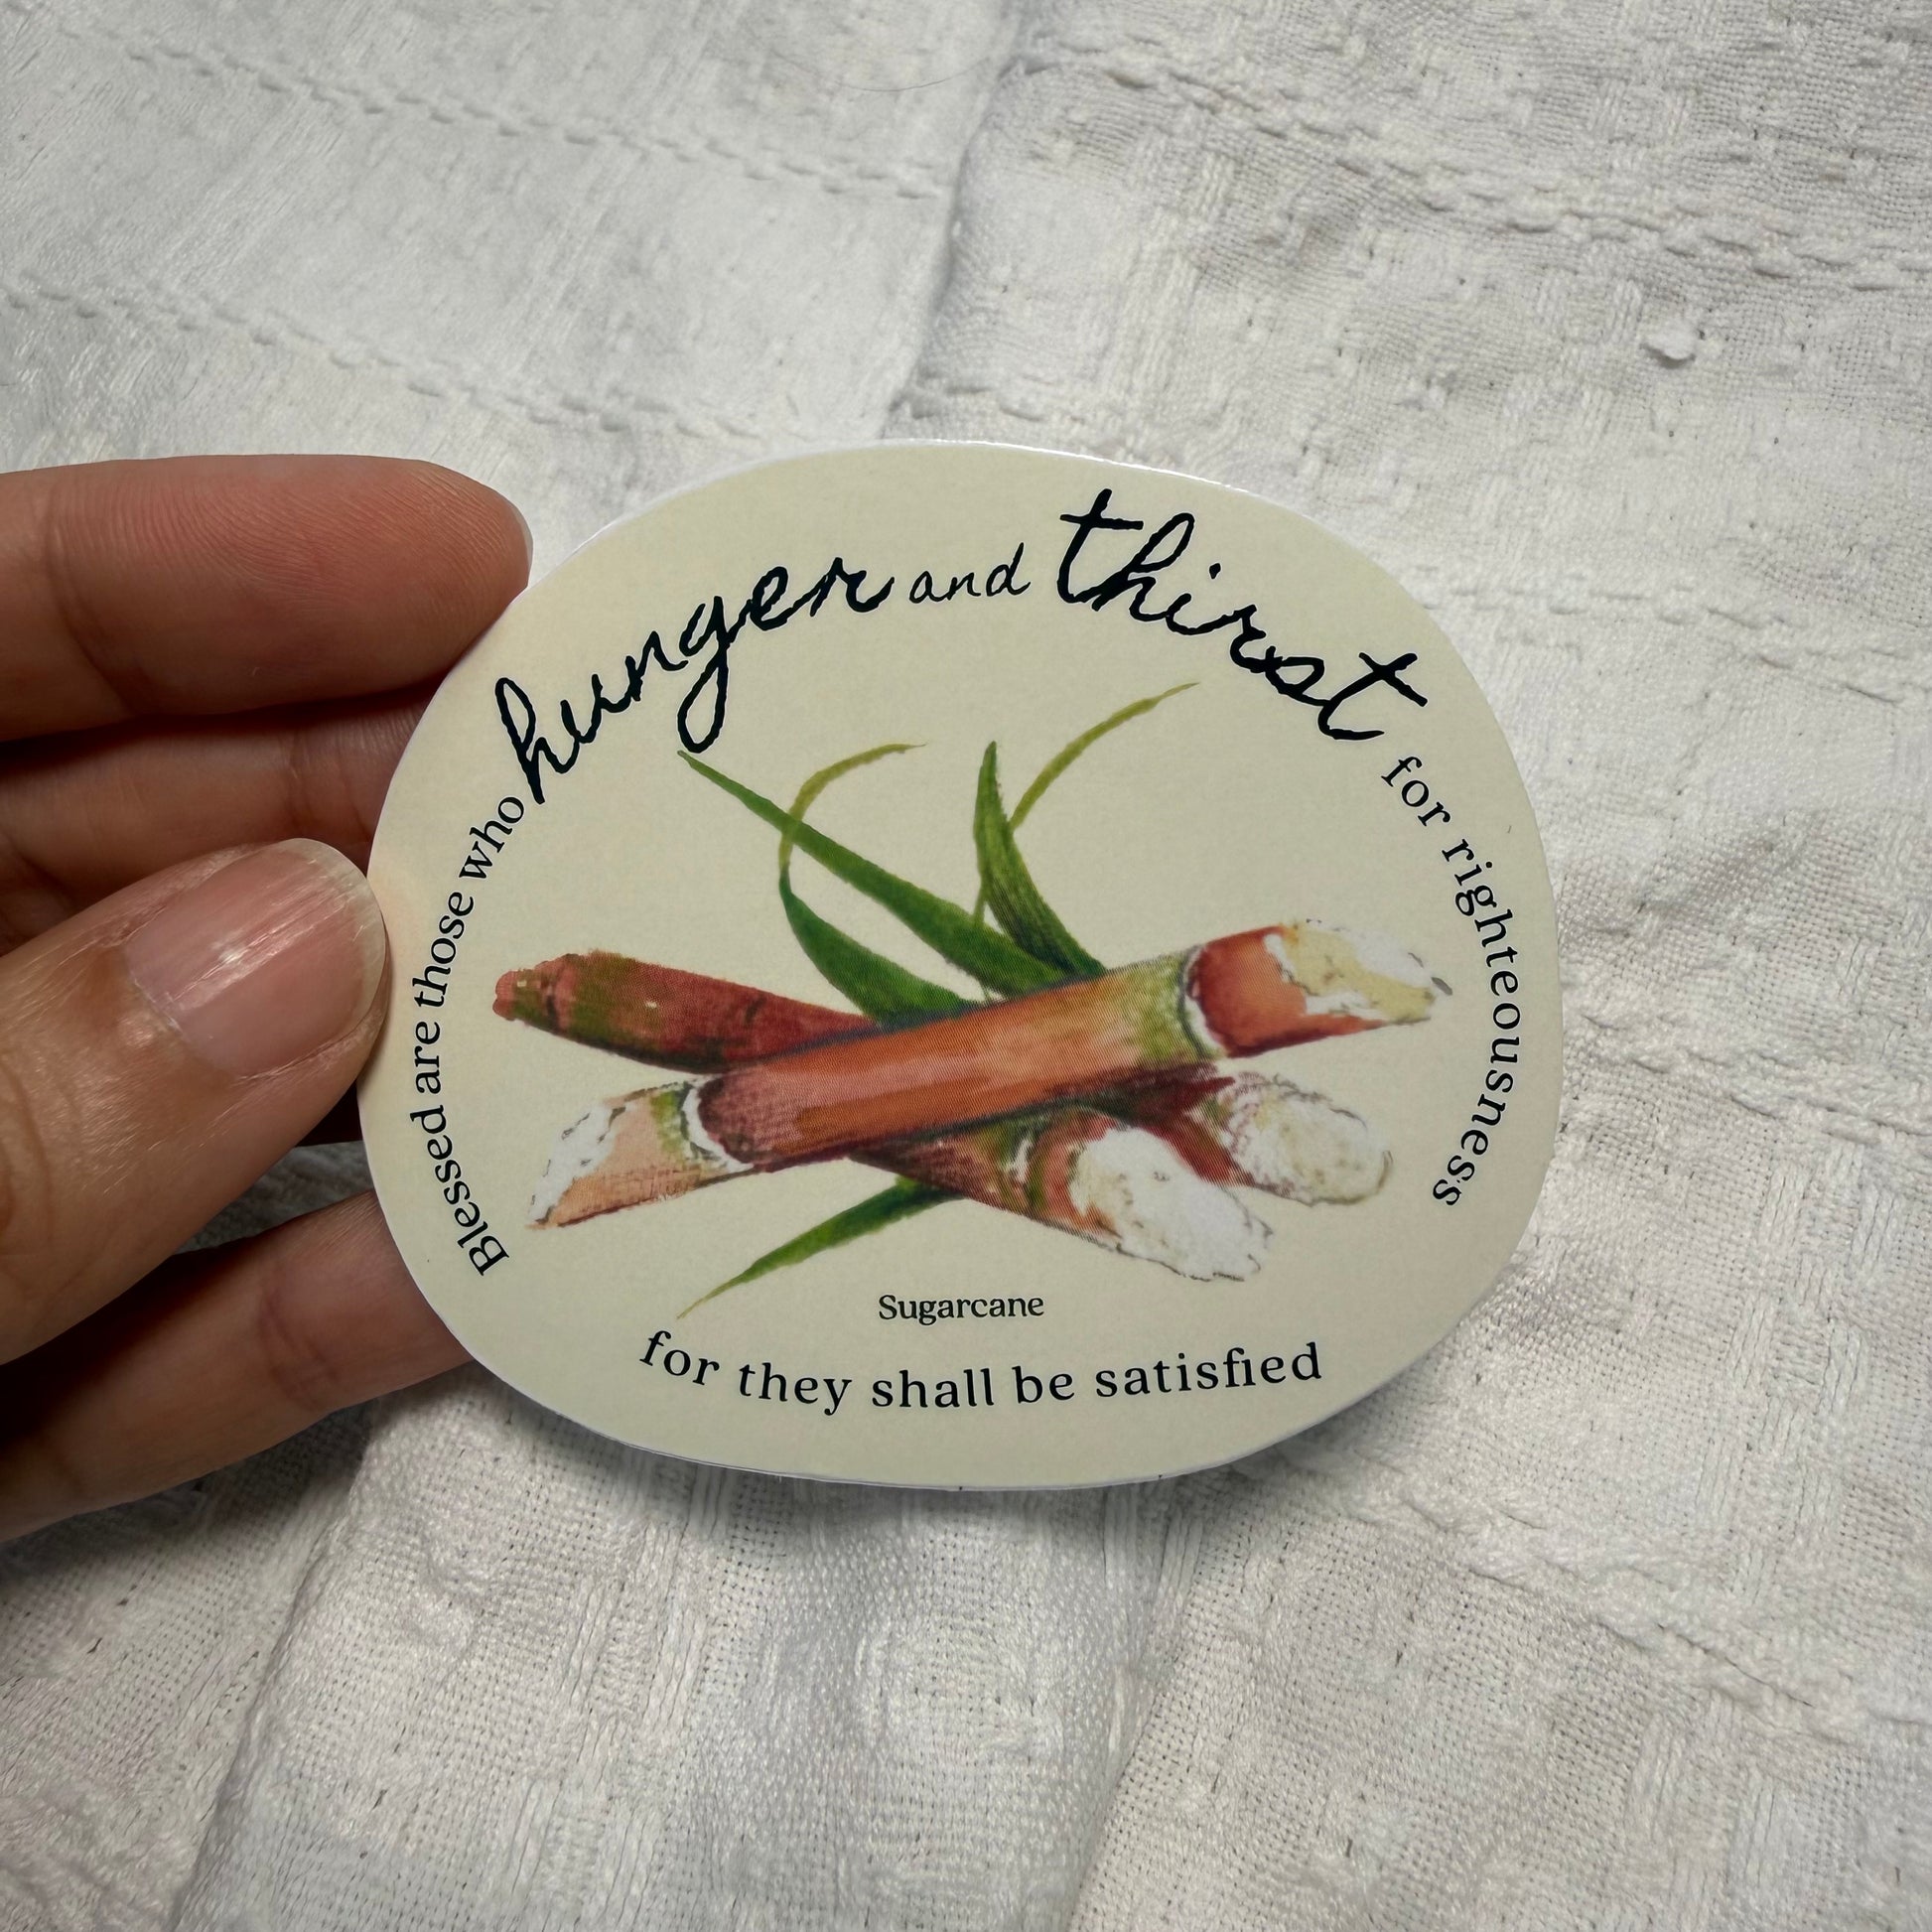 Blessed are those who hunger and thirst for righteousness
Sugarcane
for they shall be satisfied